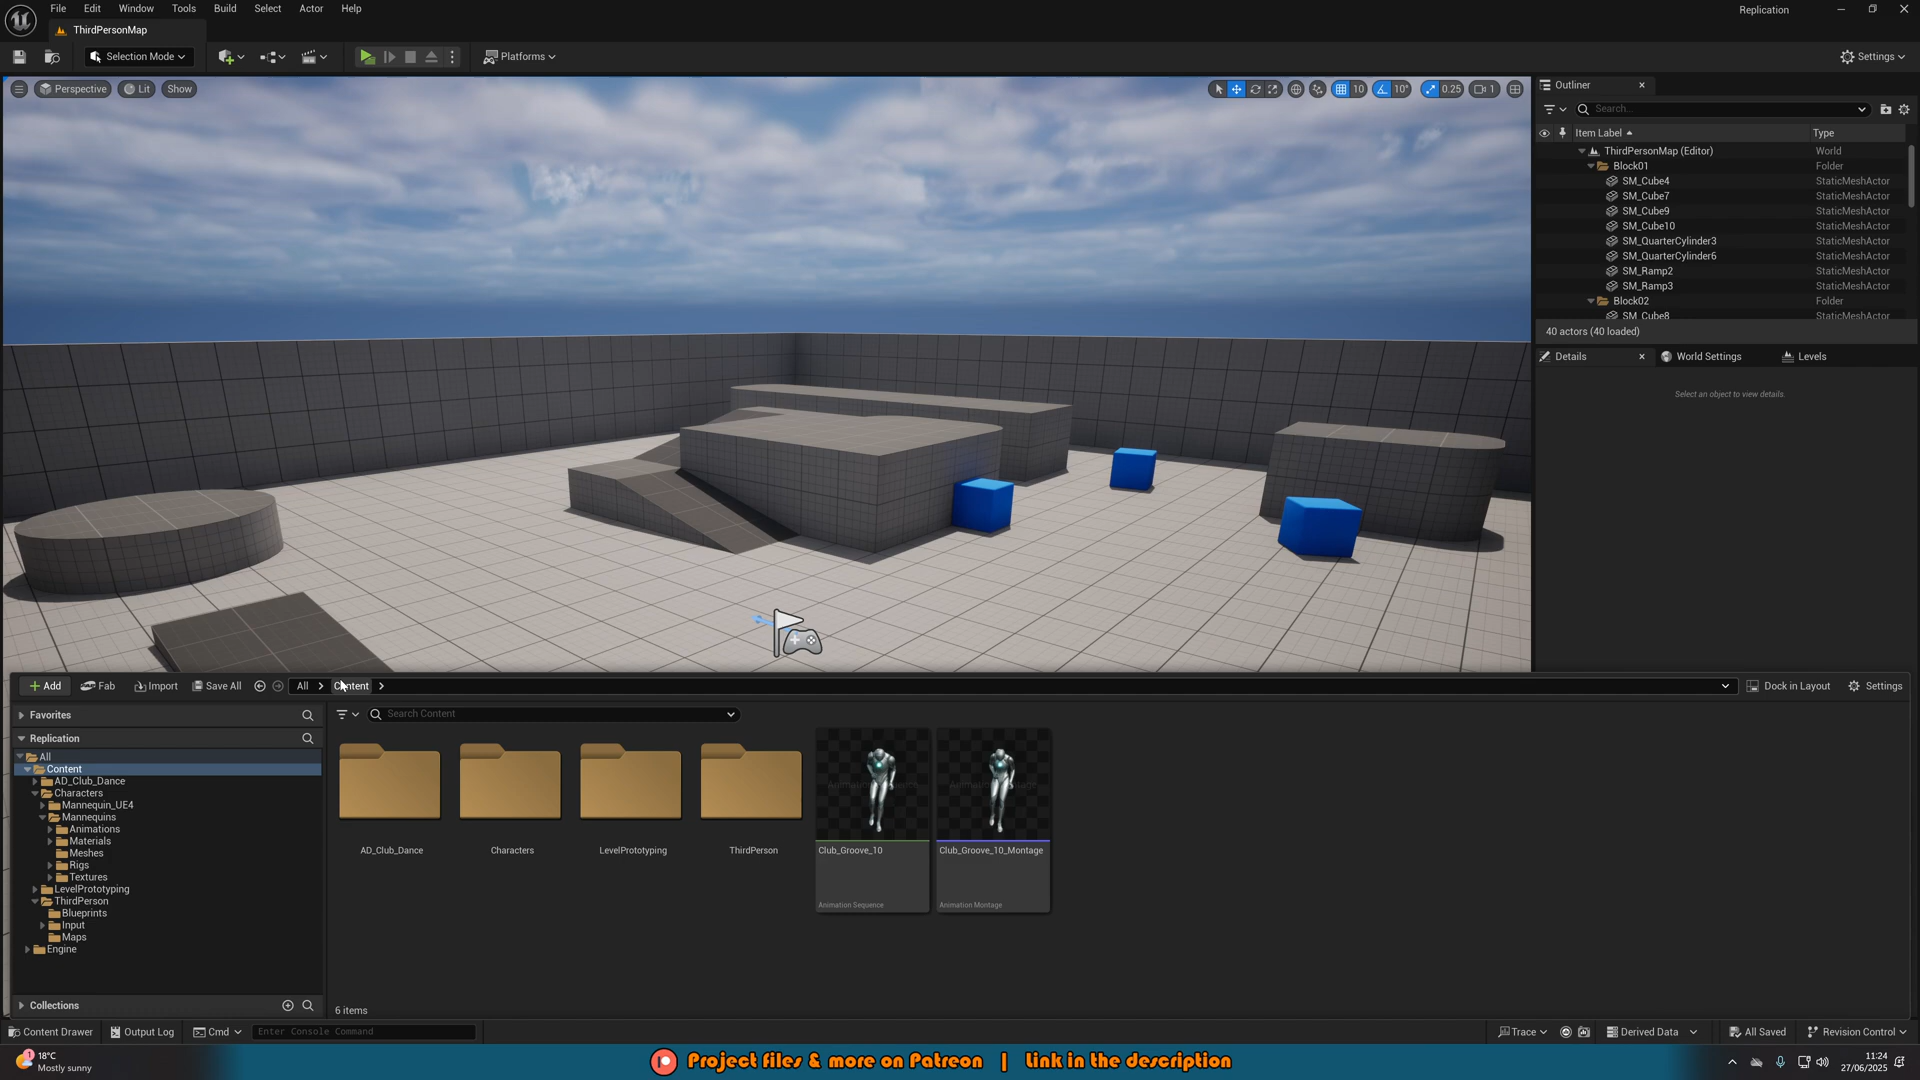 File Edit Window Tools Build Select Actor Help
Replication
ThirdPersonMap
Selection Mode
Platforms
Settings
Perspective Lit Show
10 10° 0.25 1
Outliner
Search...
Item Label Type
ThirdPersonMap (Editor) World
Block01 Folder
SM_Cube4 StaticMeshActor
SM_Cube7 StaticMeshActor
SM_Cube9 StaticMeshActor
SM_Cube10 StaticMeshActor
SM_QuarterCylinder3 StaticMeshActor
SM_QuarterCylinder6 StaticMeshActor
SM_Ramp2 StaticMeshActor
SM_Ramp3 StaticMeshActor
Block02 Folder
SM_Cube8 StaticMeshActor
40 actors (40 loaded)
Details World Settings Levels
Select an object to view details.
Add Fab Import Save All All Content Dock in Layout Settings
Favorites
Search Content
Replication
All
Content
AD_Club_Dance
Characters
Mannequin_UE4
Mannequins
Animations
Materials
Meshes
Rigs
Textures
LevelPrototyping
ThirdPerson
Blueprints
Input
Maps
Engine
Collections
AD_Club_Dance Characters LevelPrototyping ThirdPerson Club_Groove_10 Club_Groove_10_Montage
Animation Sequence Animation Montage
6 items
Content Drawer Output Log Cmd Enter Console Command Trace Derived Data All Saved Revision Control
1
18°C
Mostly sunny
Project files & more on Patreon | Link in the description
11:24
27/06/2025